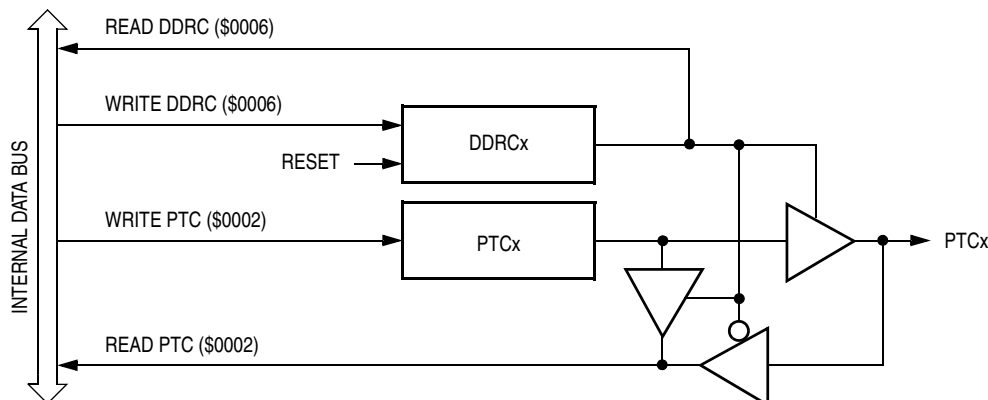 READ DDRC ($0006)
WRITE DDRC ($0006)
DDRCx
RESET
INTERNAL DATA BUS
WRITE PTC ($0002)
PTCx
PTCx
READ PTC ($0002)